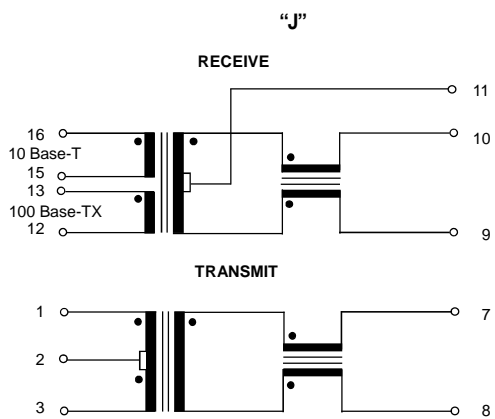 “J”
RECEIVE
11
16
10
10 Base-T
15
13
100 Base-TX
12
9
TRANSMIT
1
7
2
3
8